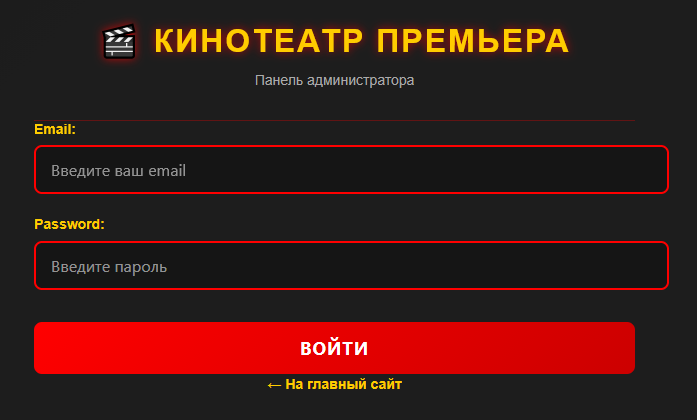 КИНОТЕАТР ПРЕМЬЕРА
Панель администратора
Email:
Введите ваш email
Password:
Введите пароль
ВОЙТИ
← На главный сайт